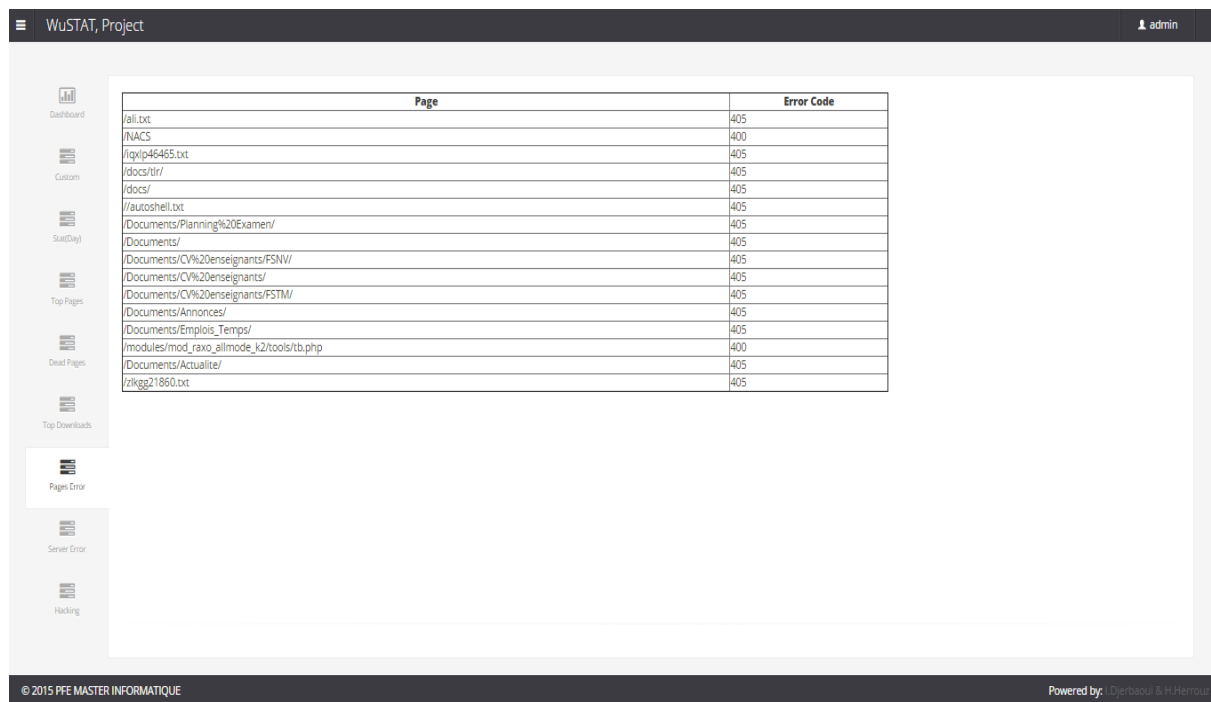 WuSTAT, Project
admin
Dashboard
Custom
Stat(Day)
Top Pages
Dead Pages
Top Downloads
Pages Error
Server Error
Hacking
Page Error Code
/ali.txt 405
/NACS 400
/iqxlp46465.txt 405
/docs/tlr/ 405
/docs/ 405
//autoshell.txt 405
/Documents/Planning%20Examen/ 405
/Documents/ 405
/Documents/CV%20enseignants/FSNV/ 405
/Documents/CV%20enseignants/ 405
/Documents/CV%20enseignants/FSTM/ 405
/Documents/Annonces/ 405
/Documents/Emplois_Temps/ 405
/modules/mod_raxo_allmode_k2/tools/tb.php 400
/Documents/Actualite/ 405
/zlkgg21860.txt 405
© 2015 PFE MASTER INFORMATIQUE
Powered by: I.Djerbaoui & H.Herrouz